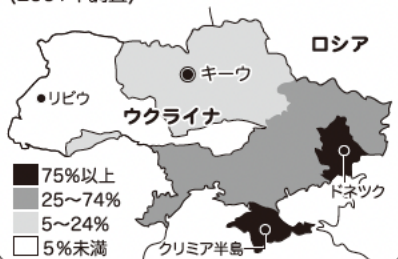 ロシア
キーウ
リビウ
ウクライナ
75%以上
25〜74%
5〜24%
5%未満
ドネツク
クリミア半島